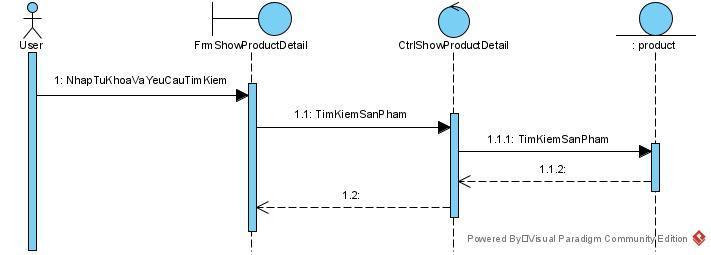 User
FrmShowProductDetail
CtrlShowProductDetail
: product
1: NhapTuKhoaVaYeuCauTimKiem
1.1: TimKiemSanPham
1.1.1: TimKiemSanPham
1.1.2:
1.2:
Powered By Visual Paradigm Community Edition